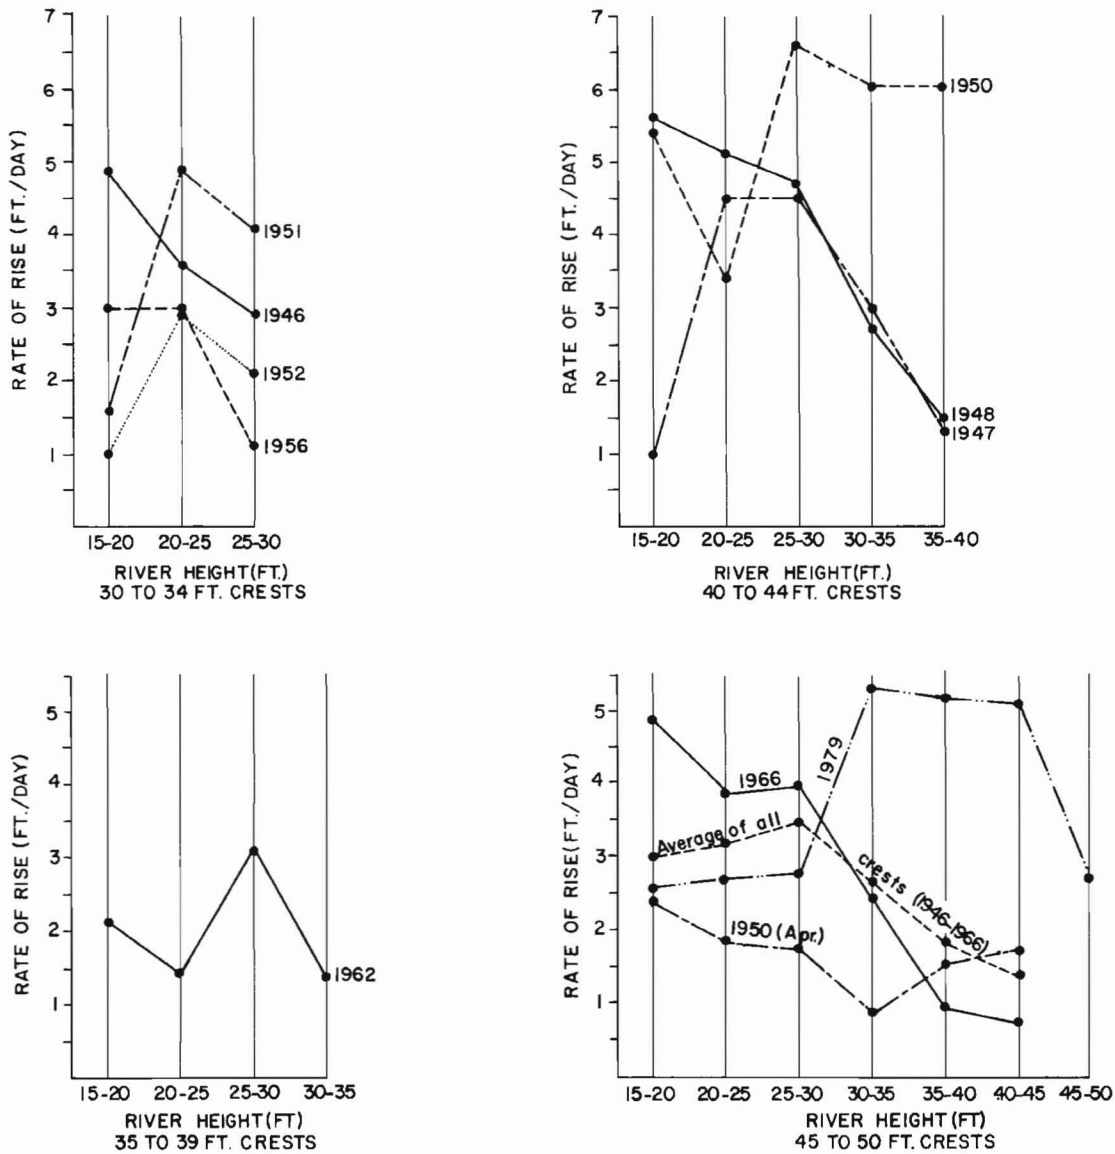 7
6
5
4
3
2
1
RATE OF RISE (FT./DAY)
1951
1946
1952
1956
15-20 20-25 25-30
RIVER HEIGHT(FT.)
30 TO 34 FT. CRESTS
7
6
5
4
3
2
1
RATE OF RISE (FT./DAY)
1950
1948
1947
15-20 20-25 25-30 30-35 35-40
RIVER HEIGHT(FT.)
40 TO 44 FT. CRESTS
5
4
3
2
1
RATE OF RISE (FT./DAY)
1962
15-20 20-25 25-30 30-35
RIVER HEIGHT(FT)
35 TO 39 FT. CRESTS
5
4
3
2
1
RATE OF RISE(FT./DAY)
1966
1979
Average of all
crests (1946-1966)
1950 (Apr.)
15-20 20-25 25-30 30-35 35-40 40-45 45-50
RIVER HEIGHT(FT)
45 TO 50 FT. CRESTS